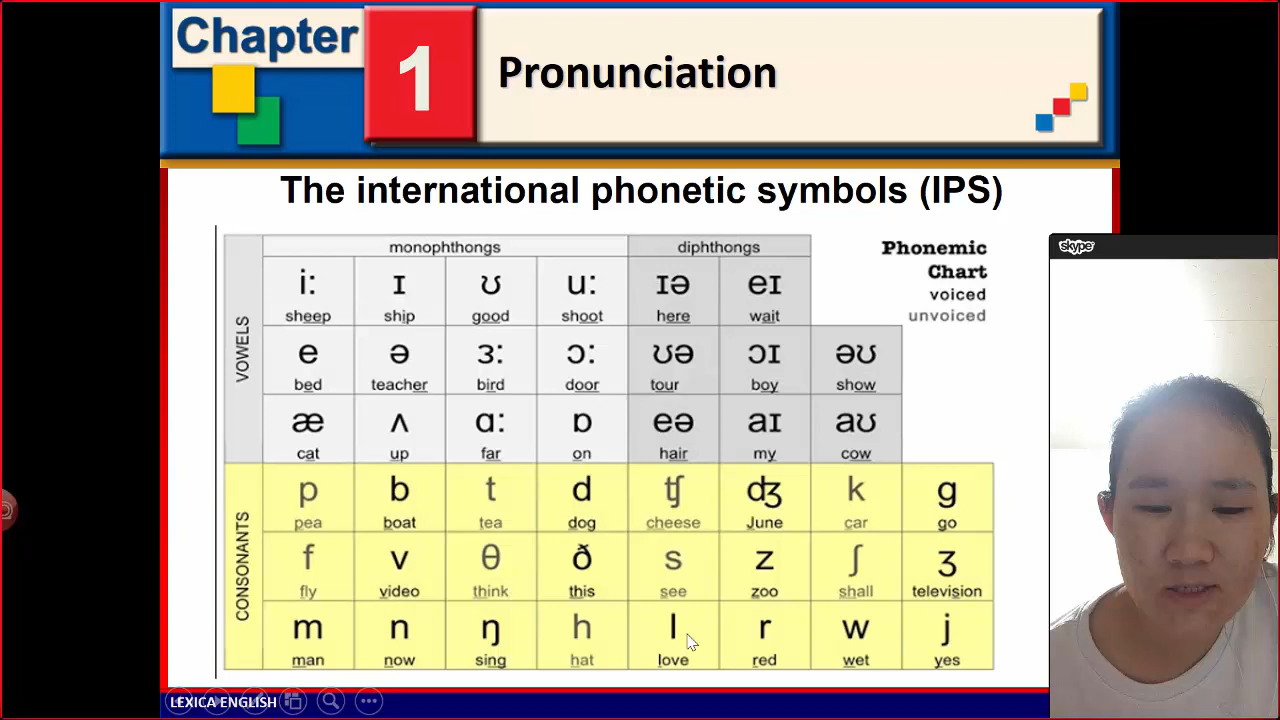 Chapter 1 Pronunciation
The international phonetic symbols (IPS)
monophthongs diphthongs
Phonemic
Chart
voiced
unvoiced
VOWELS
iː ɪ ʊ uː ɪə eɪ
sheep ship good shoot here wait
e ə ɜː ɔː ʊə ɔɪ əʊ
bed teacher bird door tour boy show
æ ʌ ɑː ɒ eə aɪ aʊ
cat up far on hair my cow
CONSONANTS
p b t d ʧ ʤ k g
pea boat tea dog cheese June car go
f v θ ð s z ʃ ʒ
fly video think this see zoo shall television
m n ŋ h l r w j
man now sing hat love red wet yes
LEXICA ENGLISH
skype